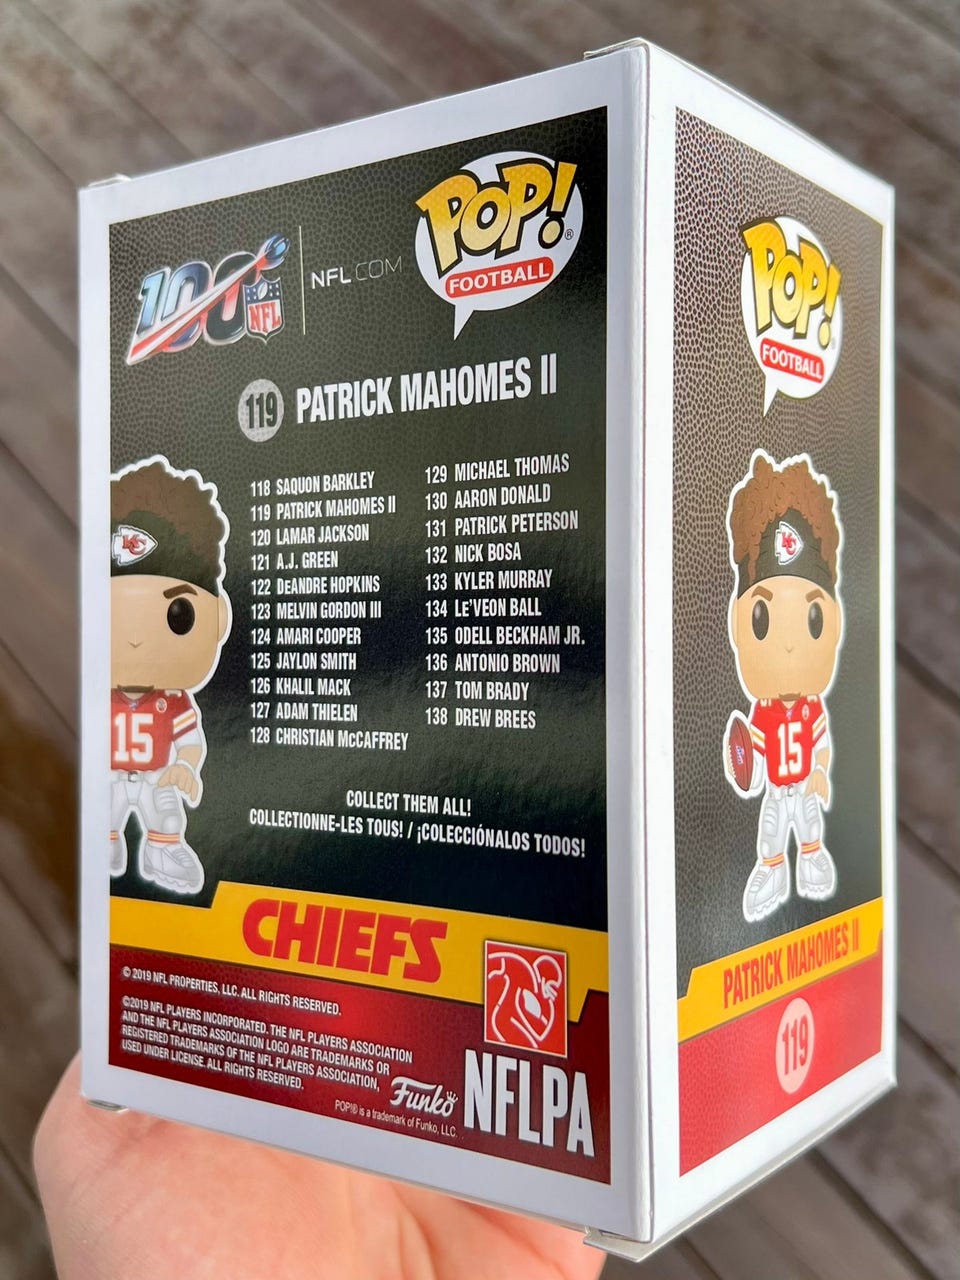 100
NFL
NFL.COM
POP!®
FOOTBALL
119 PATRICK MAHOMES II
118 SAQUON BARKLEY
119 PATRICK MAHOMES II
120 LAMAR JACKSON
121 A.J. GREEN
122 DeANDRE HOPKINS
123 MELVIN GORDON III
124 AMARI COOPER
125 JAYLON SMITH
126 KHALIL MACK
127 ADAM THIELEN
128 CHRISTIAN McCAFFREY
129 MICHAEL THOMAS
130 AARON DONALD
131 PATRICK PETERSON
132 NICK BOSA
133 KYLER MURRAY
134 LE'VEON BALL
135 ODELL BECKHAM JR.
136 ANTONIO BROWN
137 TOM BRADY
138 DREW BREES
COLLECT THEM ALL!
COLLECTIONNE-LES TOUS! / ¡COLECCIÓNALOS TODOS!
KC
15
CHIEFS
© 2019 NFL PROPERTIES, LLC. ALL RIGHTS RESERVED.
©2019 NFL PLAYERS INCORPORATED. THE NFL PLAYERS ASSOCIATION
AND THE NFL PLAYERS ASSOCIATION LOGO ARE TRADEMARKS OR
REGISTERED TRADEMARKS OF THE NFL PLAYERS ASSOCIATION,
USED UNDER LICENSE. ALL RIGHTS RESERVED.
Funko
POP!® is a trademark of Funko, LLC.
NFLPA
POP!
FOOTBALL
KC
15
PATRICK MAHOMES II
119